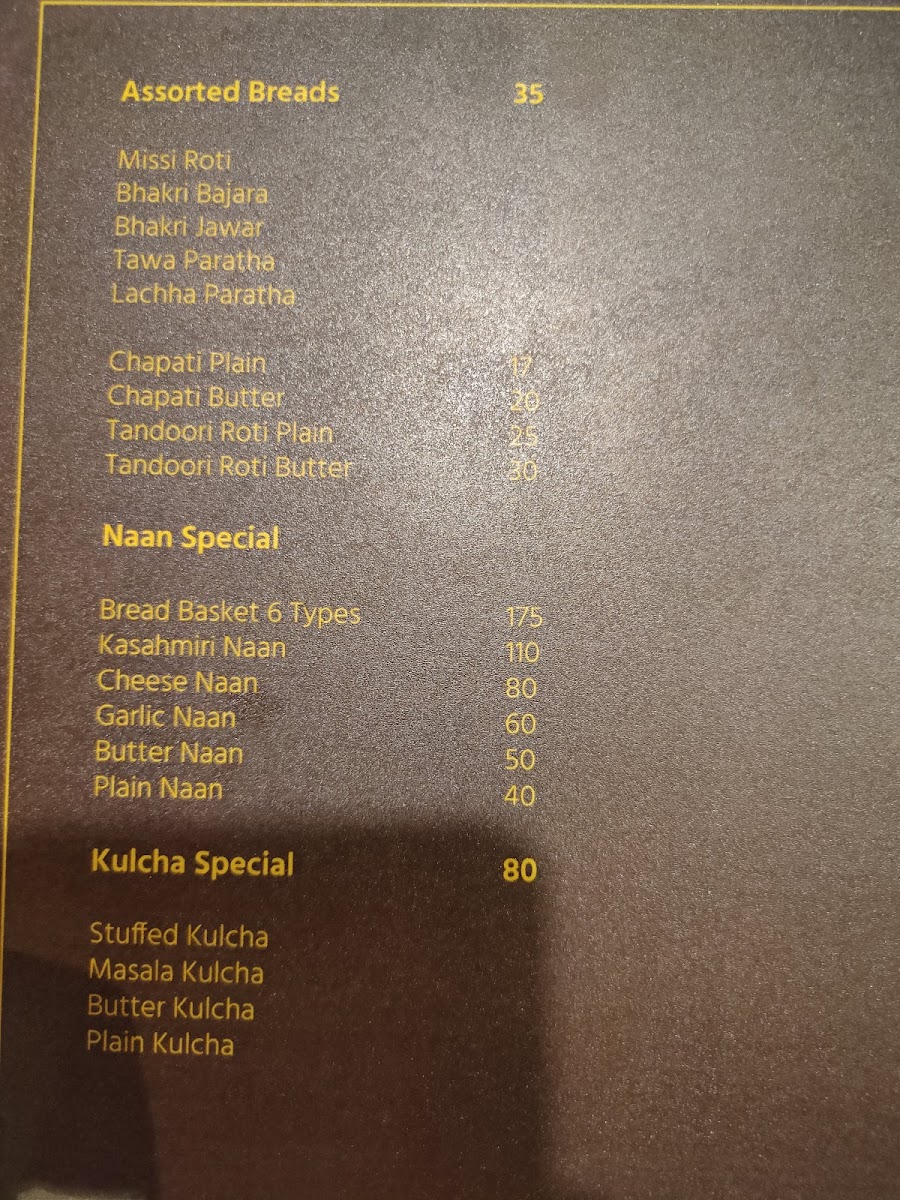 Assorted Breads 35
Missi Roti
Bhakri Bajara
Bhakri Jawar
Tawa Paratha
Lachha Paratha
Chapati Plain 17
Chapati Butter 20
Tandoori Roti Plain 25
Tandoori Roti Butter 30
Naan Special
Bread Basket 6 Types 175
Kasahmiri Naan 110
Cheese Naan 80
Garlic Naan 60
Butter Naan 50
Plain Naan 40
Kulcha Special 80
Stuffed Kulcha
Masala Kulcha
Butter Kulcha
Plain Kulcha